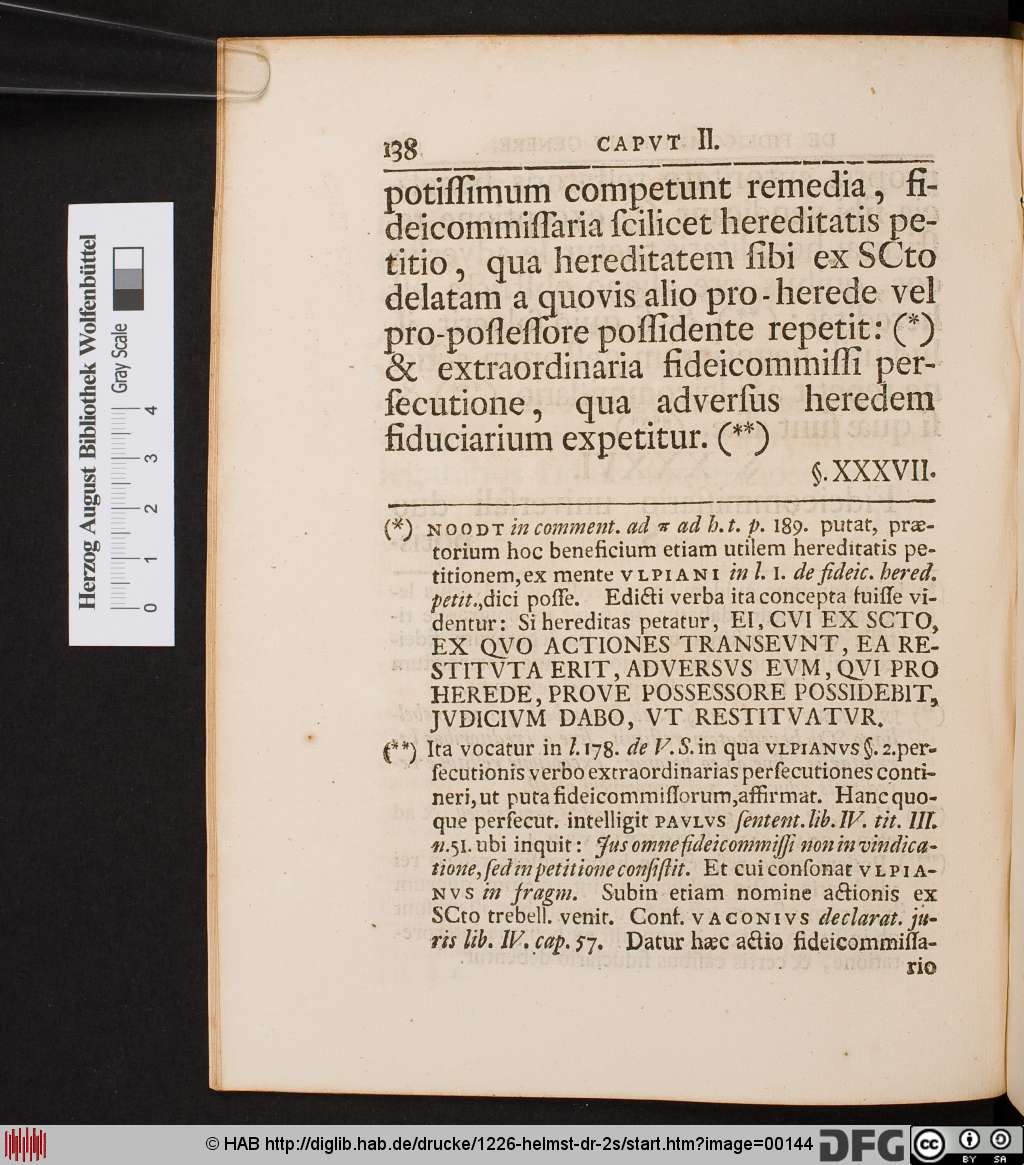 138 CAPVT II.
potiſſimum competunt remedia, fi-
deicommiſſaria ſcilicet hereditatis pe-
titio, qua hereditatem ſibi ex SCto
delatam a quovis alio pro-herede vel
pro-poſſeſſore poſſidente repetit: (*)
& extraordinaria fideicommiſſi per-
ſecutione, qua adverſus heredem
fiduciarium expetitur. (**)
§. XXXVII.
(*) NOODT in comment. ad π ad h. t. p. 189. putat, præ-
torium hoc beneficium etiam utilem hereditatis pe-
titionem, ex mente VLPIANI in l. 1. de fideic. hered.
petit., dici poſſe. Edicti verba ita concepta fuiſſe vi-
dentur: Si hereditas petatur, EI, CVI EX SCTO,
EX QVO ACTIONES TRANSEVNT, EA RE-
STITVTA ERIT, ADVERSVS EVM, QVI PRO
HEREDE, PROVE POSSESSORE POSSIDEBIT,
JVDICIVM DABO, VT RESTITVATVR.
(**) Ita vocatur in l. 178. de V. S. in qua VLPIANVS §. 2. per-
ſecutionis verbo extraordinarias perſecutiones conti-
neri, ut puta fideicommiſſorum, affirmat. Hanc quo-
que perſecut. intelligit PAVLVS ſentent. lib. IV. tit. III.
n. 51. ubi inquit: Jus omne fideicommiſſi non in vindica-
tione, ſed in petitione conſiſtit. Et cui conſonat VLPIA-
NVS in fragm. Subin etiam nomine actionis ex
SCto trebell. venit. Conf. VACONIVS declarat. ju-
ris lib. IV. cap. 57. Datur hæc actio fideicommiſſa-
rio
Herzog August Bibliothek Wolfenbüttel
Gray Scale
0 1 2 3 4
© HAB http://diglib.hab.de/drucke/1226-helmst-dr-2s/start.htm?image=00144
DFG
cc BY SA